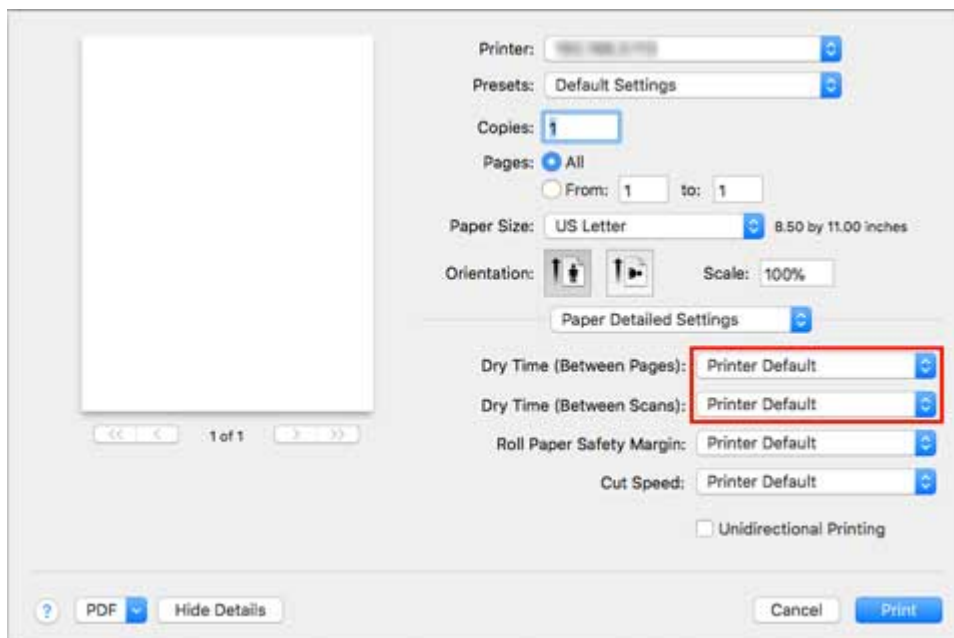 Printer:
Presets: Default Settings
Copies: 1
Pages: All
From: 1 to: 1
Paper Size: US Letter 8.50 by 11.00 inches
Orientation: Scale: 100%
Paper Detailed Settings
Dry Time (Between Pages): Printer Default
Dry Time (Between Scans): Printer Default
Roll Paper Safety Margin: Printer Default
Cut Speed: Printer Default
Unidirectional Printing
<< < 1 of 1 > >>
? PDF Hide Details Cancel Print